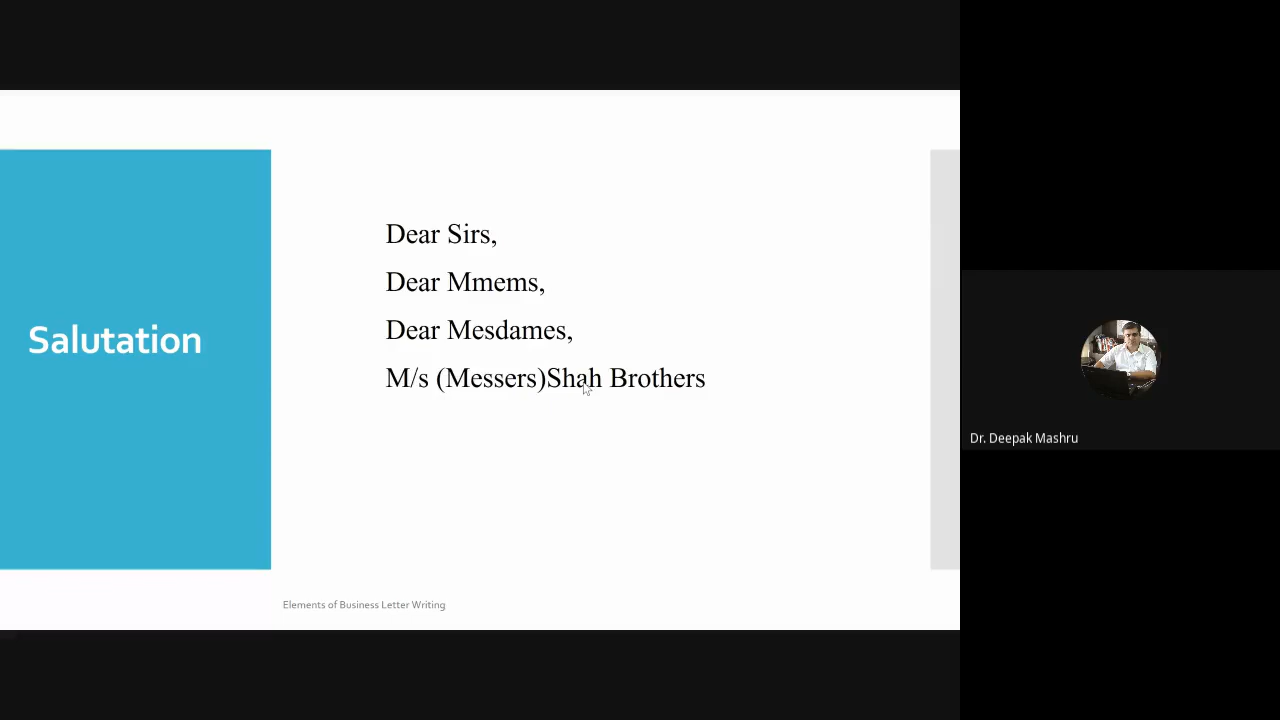 Salutation
Dear Sirs,
Dear Mmems,
Dear Mesdames,
M/s (Messers)Shah Brothers
Elements of Business Letter Writing
Dr. Deepak Mashru